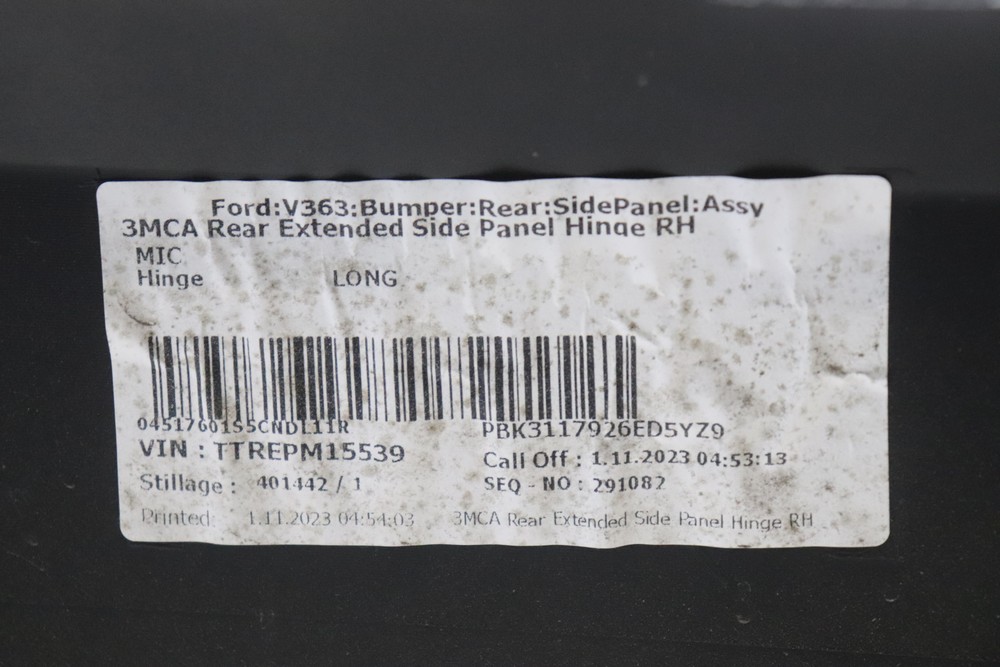 Ford:V363:Bumper:Rear:SidePanel:Assy
3MCA Rear Extended Side Panel Hinge RH
MIC
Hinge LONG
04517601S5CNDL11R PBK3117926ED5YZ9
VIN : TTREPM15539
Call Off : 1.11.2023 04:53:13
Stillage : 401442 / 1 SEQ - NO : 291082
Printed: 1.11.2023 04:54:03 3MCA Rear Extended Side Panel Hinge RH